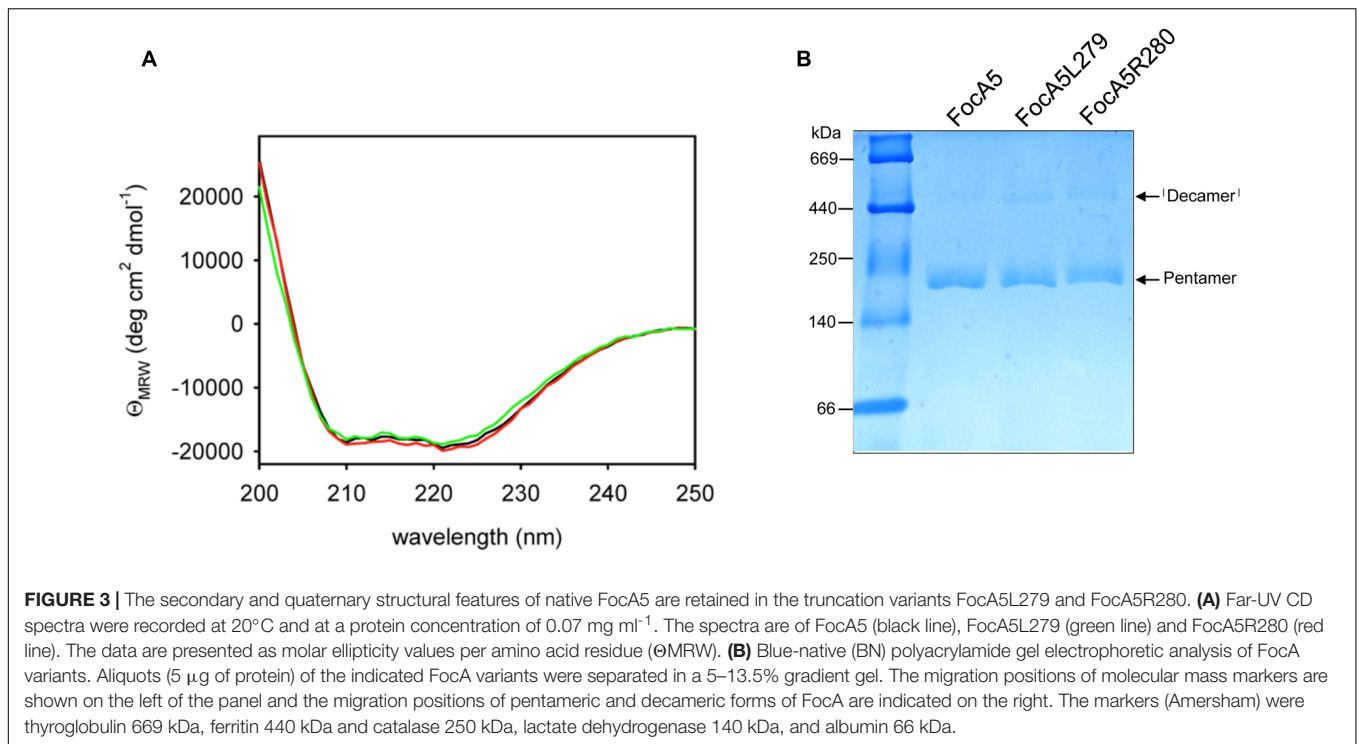 A
20000
10000
0
-10000
-20000
Θ_MRW (deg cm² dmol⁻¹)
200 210 220 230 240 250
wavelength (nm)
B
FocA5
FocA5L279
FocA5R280
kDa
669
440
250
140
66
'Decamer'
Pentamer
FIGURE 3 | The secondary and quaternary structural features of native FocA5 are retained in the truncation variants FocA5L279 and FocA5R280. (A) Far-UV CD
spectra were recorded at 20°C and at a protein concentration of 0.07 mg ml⁻¹. The spectra are of FocA5 (black line), FocA5L279 (green line) and FocA5R280 (red
line). The data are presented as molar ellipticity values per amino acid residue (ΘMRW). (B) Blue-native (BN) polyacrylamide gel electrophoretic analysis of FocA
variants. Aliquots (5 μg of protein) of the indicated FocA variants were separated in a 5–13.5% gradient gel. The migration positions of molecular mass markers are
shown on the left of the panel and the migration positions of pentameric and decameric forms of FocA are indicated on the right. The markers (Amersham) were
thyroglobulin 669 kDa, ferritin 440 kDa and catalase 250 kDa, lactate dehydrogenase 140 kDa, and albumin 66 kDa.